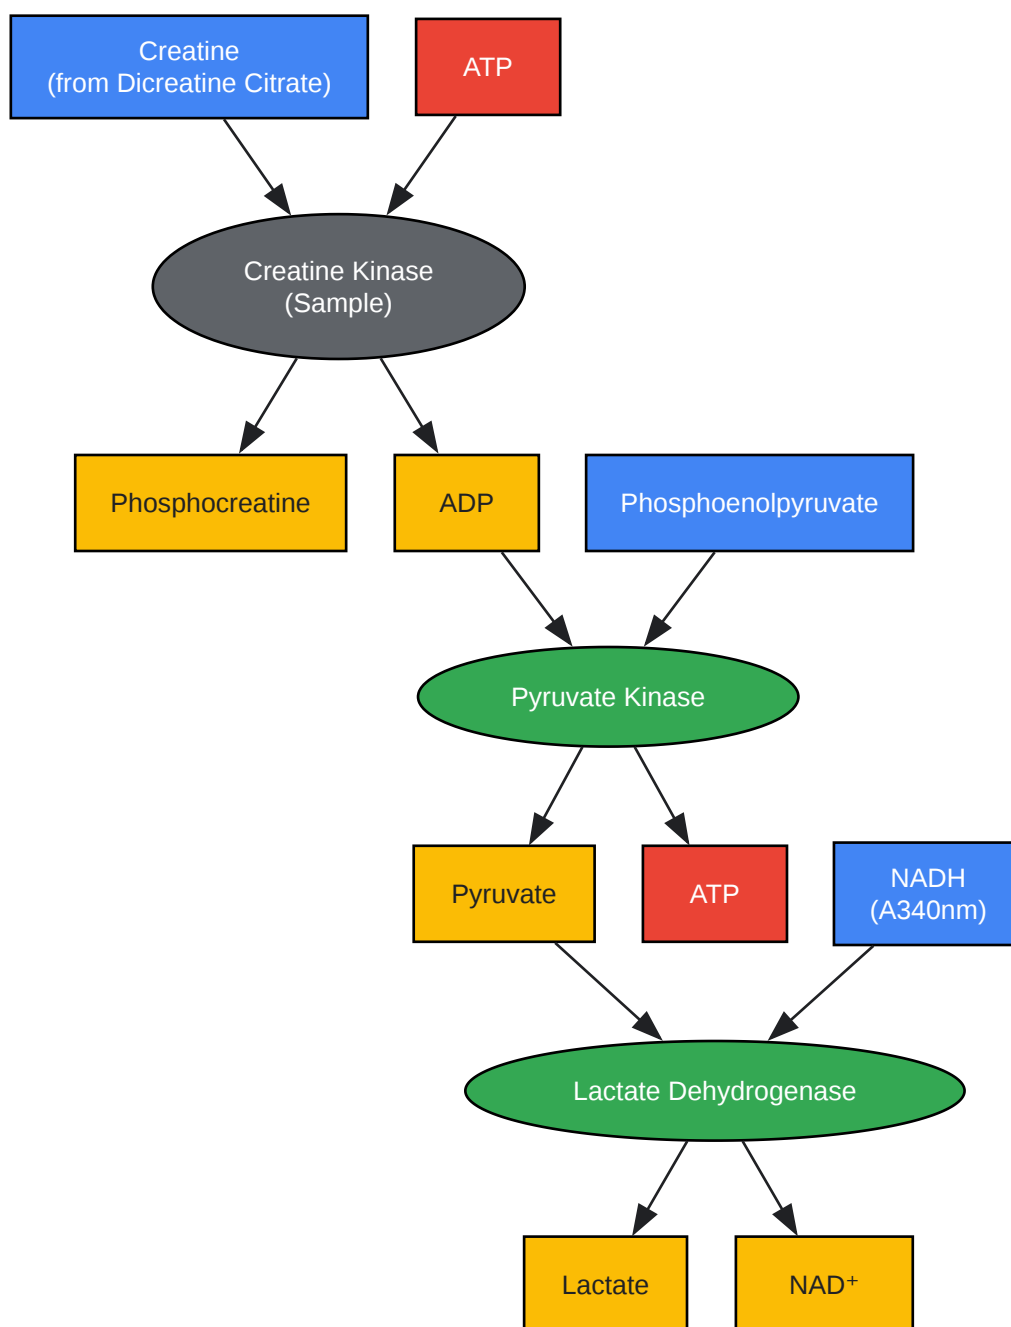 Creatine
(from Dicreatine Citrate)
ATP
Creatine Kinase
(Sample)
Phosphocreatine
ADP
Phosphoenolpyruvate
Pyruvate Kinase
Pyruvate
ATP
NADH
(A340nm)
Lactate Dehydrogenase
Lactate
NAD⁺